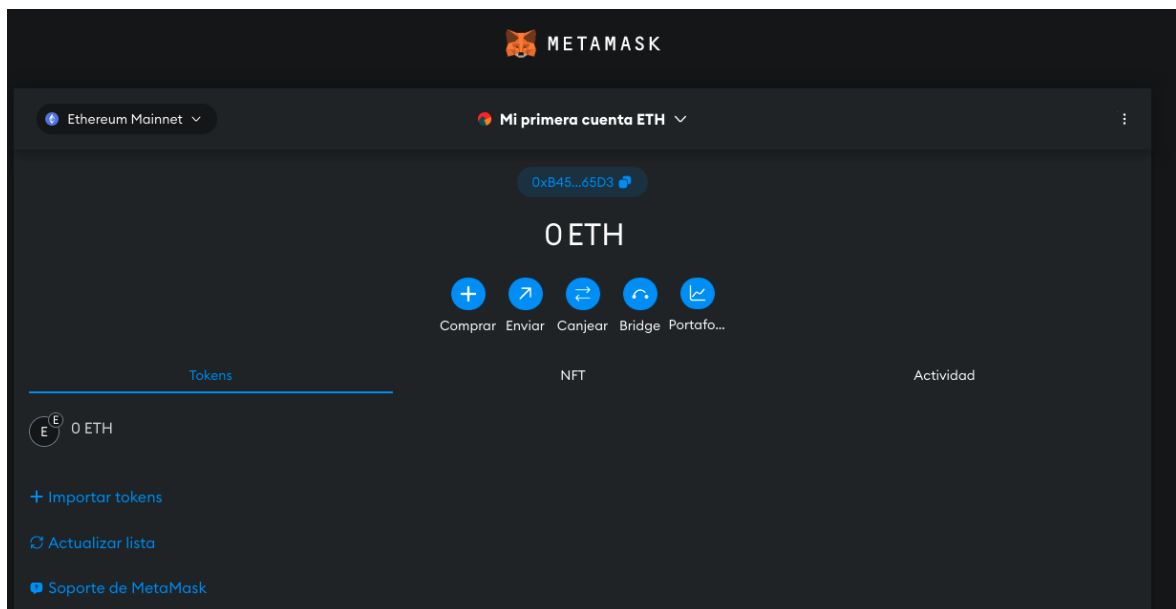 METAMASK
Ethereum Mainnet
Mi primera cuenta ETH
0xB45...65D3
0 ETH
Comprar Enviar Canjear Bridge Portafo...
Tokens NFT Actividad
E E 0 ETH
+ Importar tokens
Actualizar lista
Soporte de MetaMask